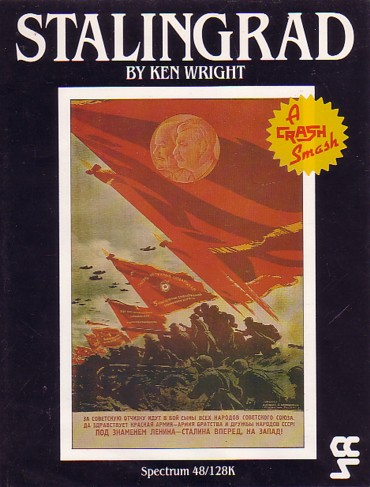 STALINGRAD
BY KEN WRIGHT
A
CRASH
Smash
ЗА СОВЕТСКУЮ ОТЧИЗНУ ИДУТ В БОЙ СЫНЫ ВСЕХ НАРОДОВ СОВЕТСКОГО СОЮЗА.
ДА ЗДРАВСТВУЕТ КРАСНАЯ АРМИЯ—АРМИЯ БРАТСТВА И ДРУЖБЫ НАРОДОВ СССР!
ПОД ЗНАМЕНЕМ ЛЕНИНА—СТАЛИНА ВПЕРЕД, НА ЗАПАД!
Spectrum 48/128K
CCS